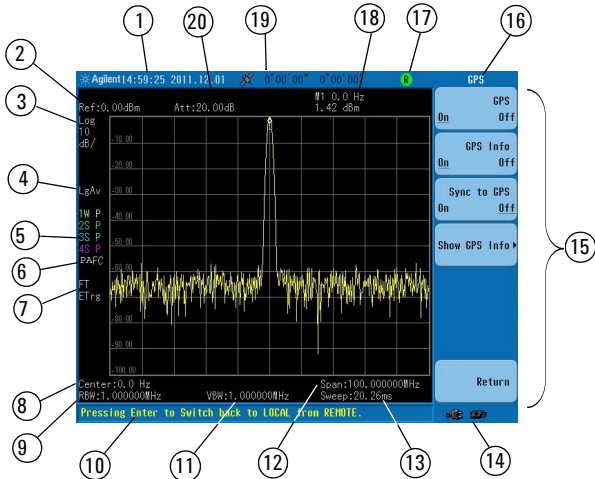 1
20
19
18
17
16
2
3
4
5
6
7
8
9
10
11
12
13
14
15
Agilent 14:59:25 2011.12.01 0°00'00" 0°00'00" R GPS
Ref:0.00dBm Att:20.00dB M1 0.0 Hz
1.42 dBm
Log
10
dB/
LgAv
1W P
2S P
3S P
4S P
PAFC
FT
ETrg
-10.00
-20.00
-30.00
-40.00
-50.00
-60.00
-80.00
-90.00
-100.00
Center:0.0 Hz Span:100.000000MHz
RBW:1.000000MHz VBW:1.000000MHz Sweep:20.26ms
Pressing Enter to Switch back to LOCAL from REMOTE.
GPS
On Off
GPS Info
On Off
Sync to GPS
On Off
Show GPS Info
Return